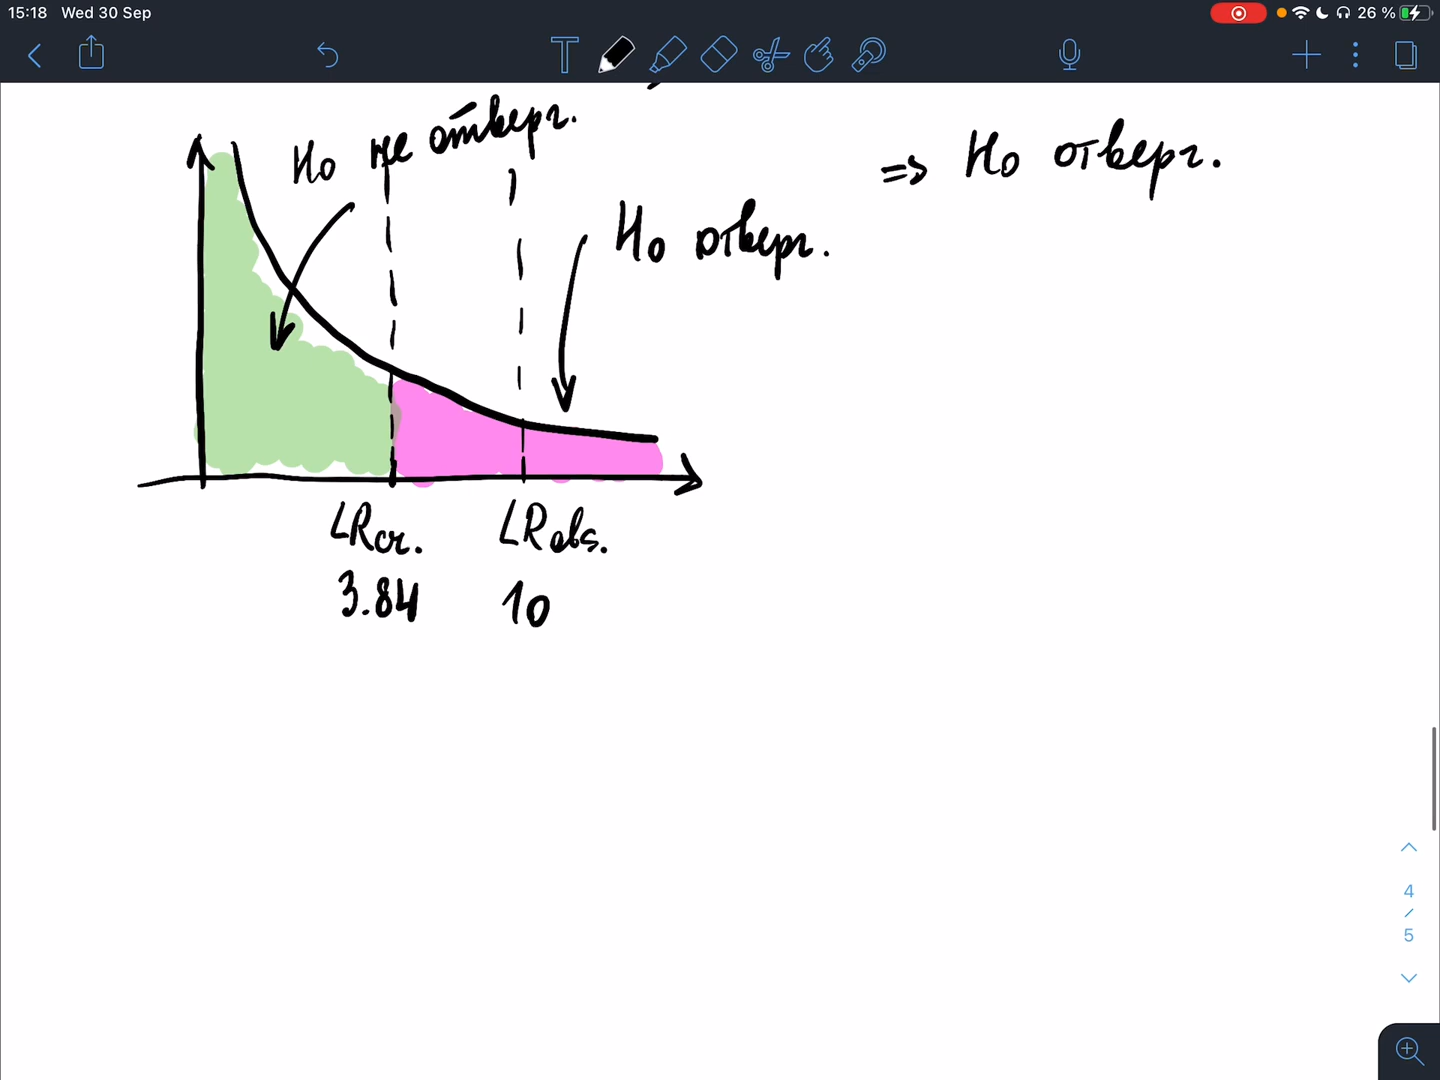 15:18 Wed 30 Sep
26 %
H₀ не отверг.
=> H₀ отверг.
H₀ отверг.
LRcr. LRobs.
3.84 10
4
/
5